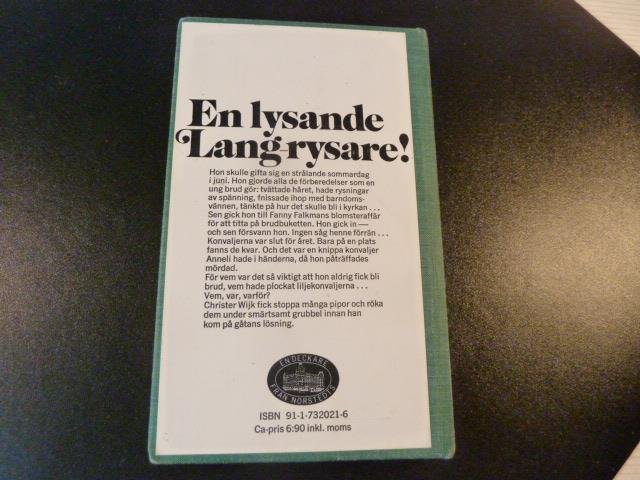 En lysande
Lang-rysare!
Hon skulle gifta sig en strålande sommardag
i juni. Hon gjorde alla de förberedelser som en
ung brud gör: tvättade håret, hade rysningar
av spänning, fnissade ihop med barndoms-
vännen, tänkte på hur det skulle bli i kyrkan...
Sen gick hon till Fanny Falkmans blomsteraffär
för att titta på brudbuketten. Hon gick in —
och sen försvann hon. Ingen såg henne förrän...
Konvaljerna var slut för året. Bara på en plats
fanns de kvar. Och det var en knippa konvaljer
Anneli hade i händerna, då hon påträffades
mördad.
För vem var det så viktigt att hon aldrig fick bli
brud, vem hade plockat liljekonvaljerna...
Vem, var, varför?
Christer Wijk fick stoppa många pipor och röka
dem under smärtsamt grubbel innan han
kom på gåtans lösning.
EN DECKARE
FRÅN NORSTEDTS
ISBN 91-1-732021-6
Ca-pris 6:90 inkl. moms